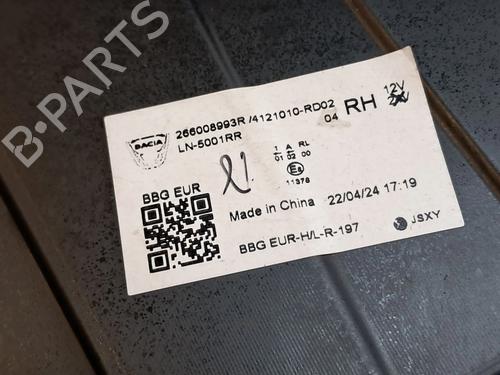 B-PARTS
DACIA
266008993R /4121010-RD02
04
RH
12V
LN-5001RR
1 A RL
01 02 00
11378
BBG EUR
Made in China
22/04/24 17:19
BBG EUR-H/L-R-197
JSXY